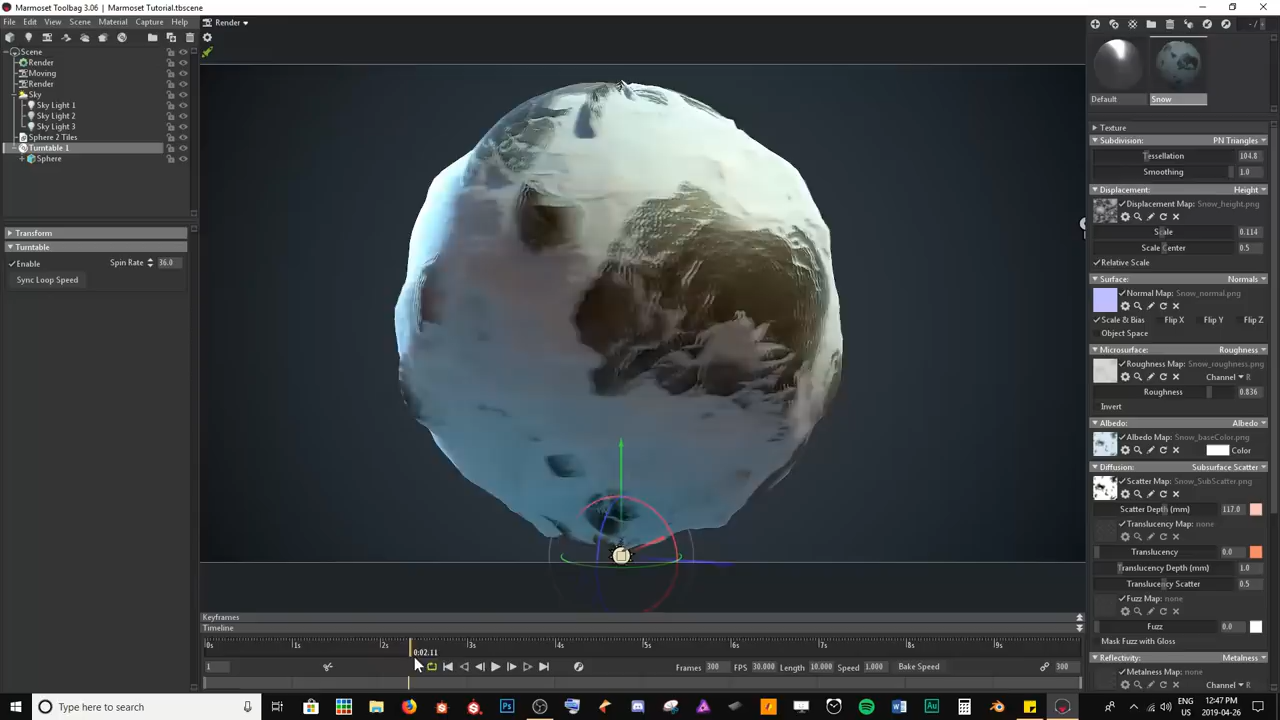 Marmoset Toolbag 3.06 - Marmoset Tutorial.tbscene
File Edit View Scene Material Capture Help
Render
- / -
Scene
Render
Moving
Render
Sky
Sky Light 1
Sky Light 2
Sky Light 3
Sphere 2 Tiles
Turntable 1
Sphere
Transform
Turntable
Enable Spin Rate 36.0
Sync Loop Speed
Default Snow
Texture
Subdivision: PN Triangles
Tessellation 104.8
Smoothing 1.0
Displacement: Height
Displacement Map: Snow_height.png
Scale 0.114
Scale Center 0.5
Relative Scale
Surface: Normals
Normal Map: Snow_normal.png
Scale & Bias Flip X Flip Y Flip Z
Object Space
Microsurface: Roughness
Roughness Map: Snow_roughness.png
Channel R
Roughness 0.836
Invert
Albedo: Albedo
Albedo Map: Snow_baseColor.png
Color
Diffusion: Subsurface Scatter
Scatter Map: Snow_SubScatter.png
Scatter Depth (mm) 117.0
Translucency Map: none
Translucency 0.0
Translucency Depth (mm) 1.0
Translucency Scatter 0.5
Fuzz Map: none
Fuzz 0.0
Mask Fuzz with Gloss
Reflectivity: Metalness
Metalness Map: none
Channel R
Keyframes
Timeline
0s 1s 2s 3s 4s 5s 6s 7s 8s 9s
0:02.11
1 Frames 300 FPS 30.000 Length 10.000 Speed 1.000 Bake Speed 300
Type here to search
ENG
US
12:47 PM
2019-04-26